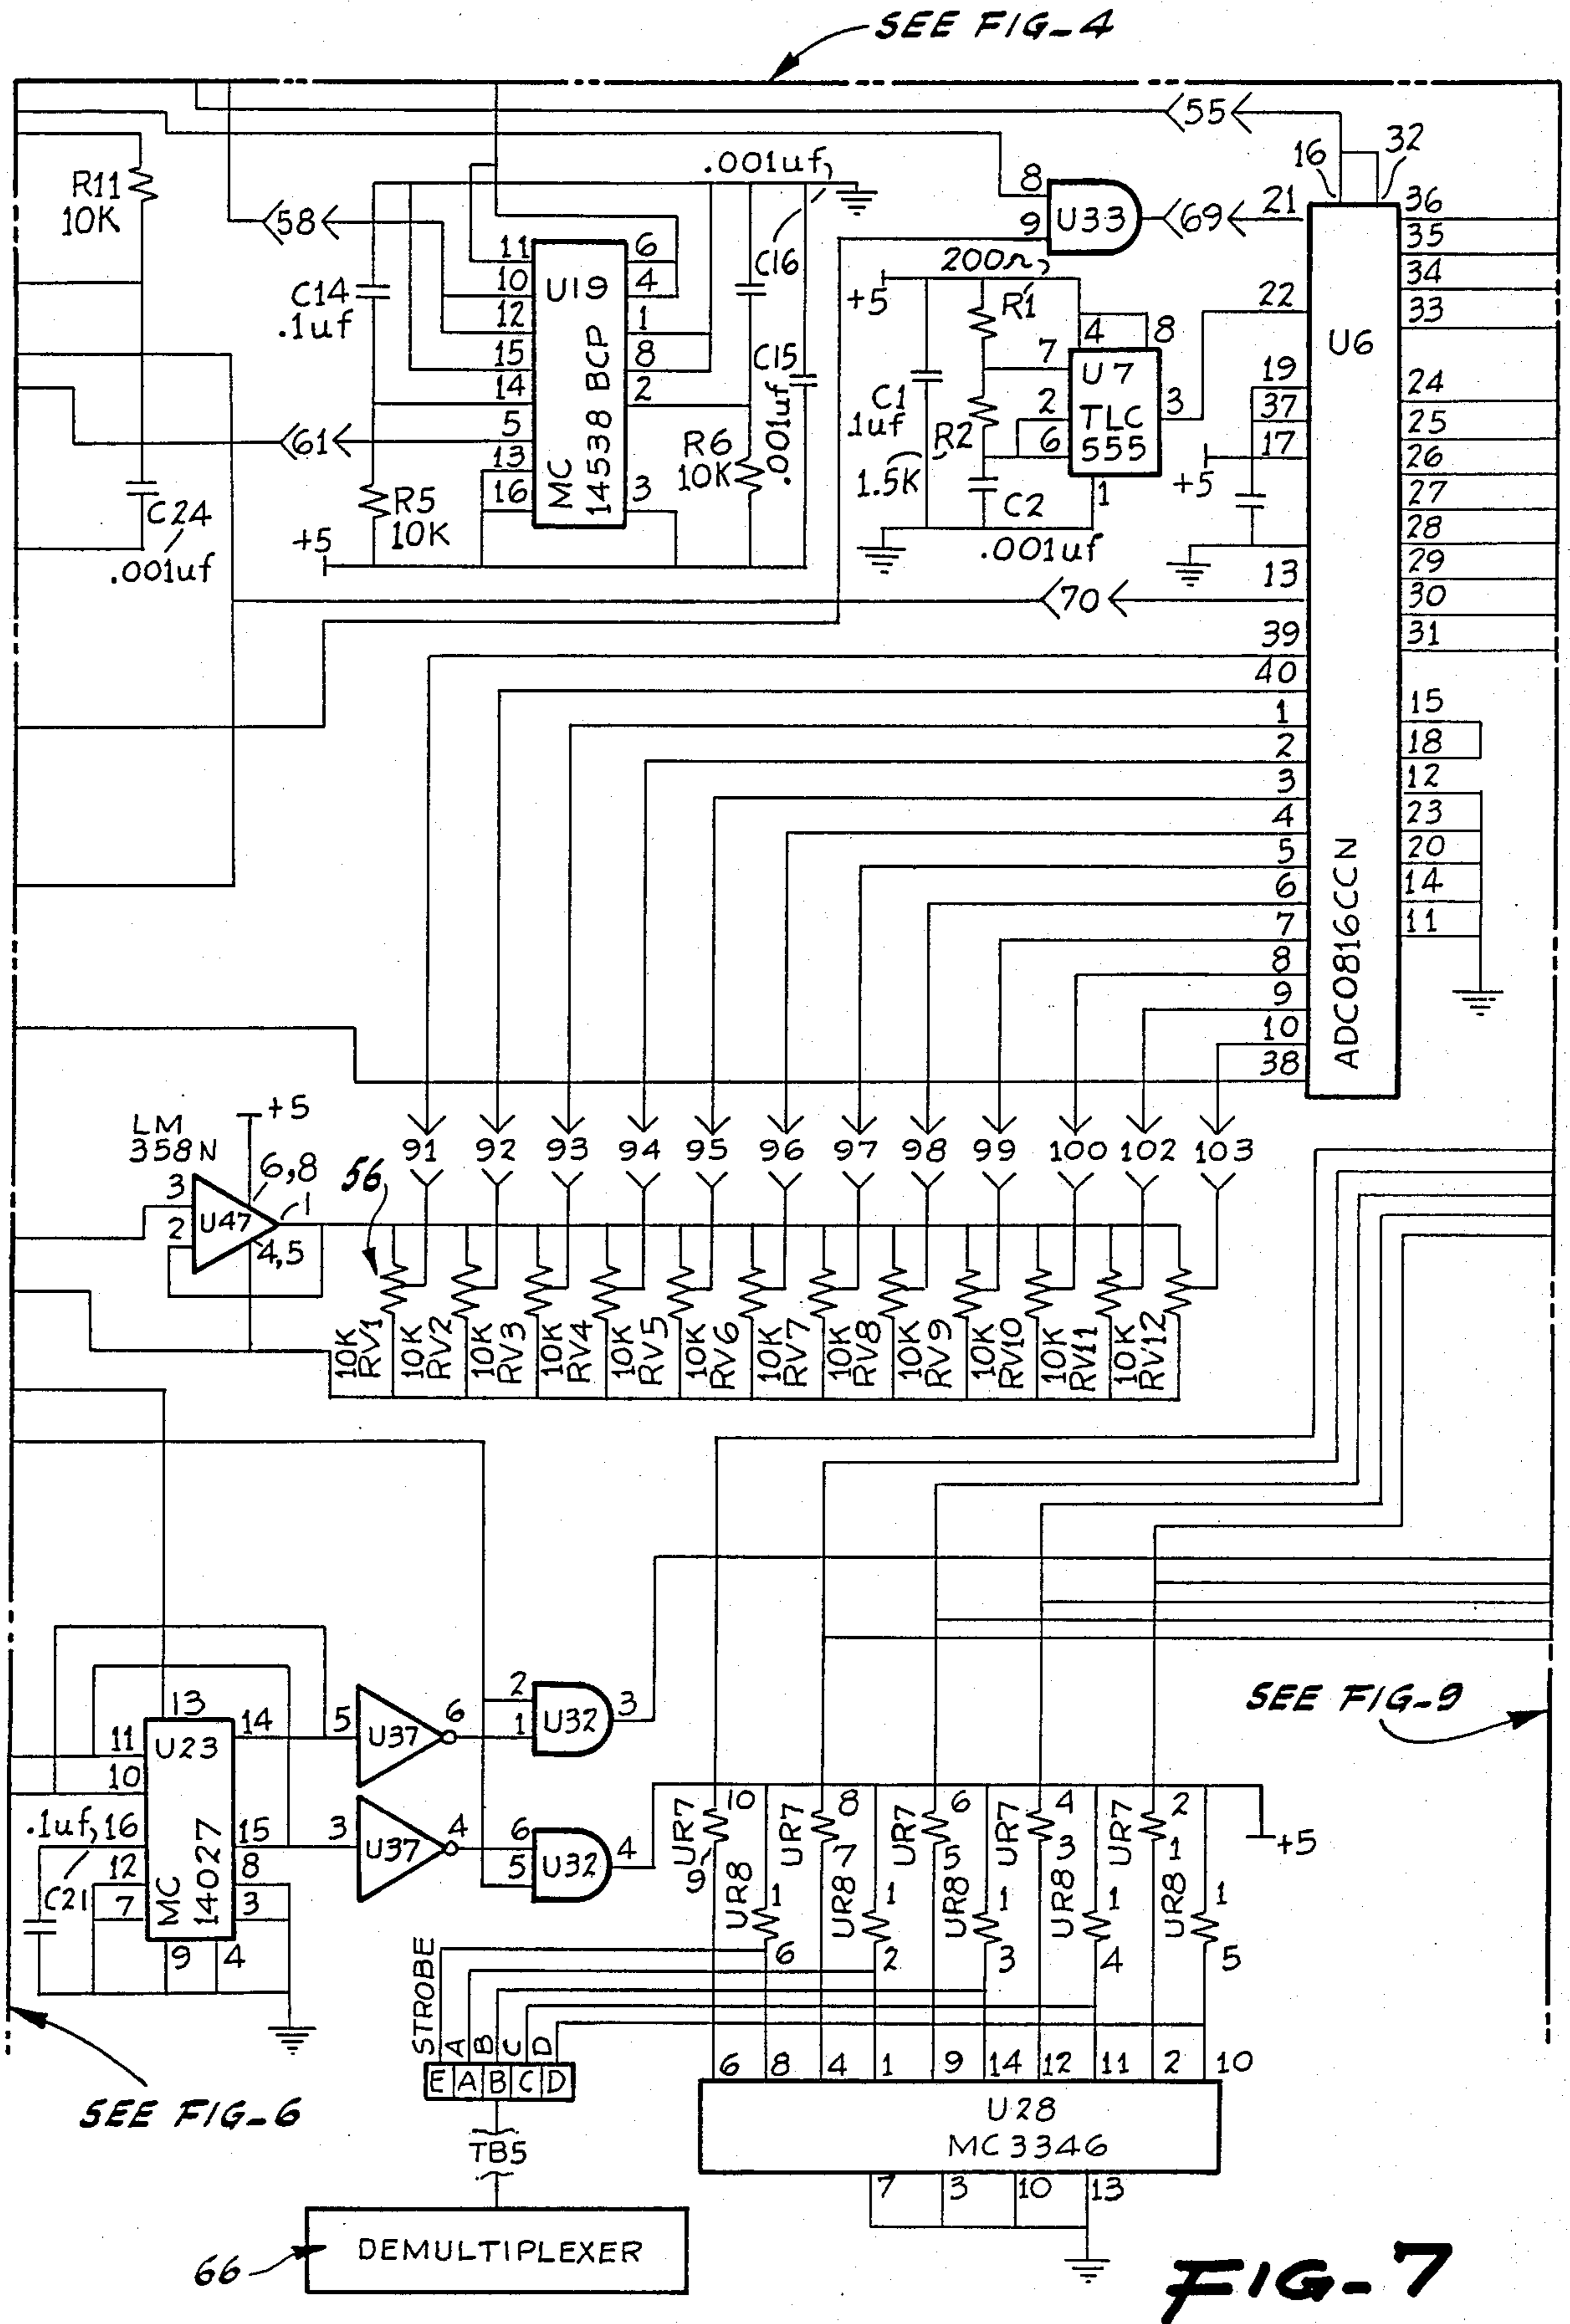 SEE FIG-4
55
16
32
R11
10K
58
.001uf,
8
9
U33
69
21
36
35
34
33
C14
.1uf
11
10
12
15
14
5
13
16
U19
MC
14538 BCP
6
4
1
8
2
3
C16
C15
.001uf
R6
10K
+5
200Ω,
R1
C1
.1uf
R2
1.5K
7
2
6
4
8
U7
TLC
555
3
1
C2
.001uf
22
U6
19
37
17
+5
24
25
26
27
28
29
30
31
61
R5
10K
+5
C24
.001uf
13
70
39
40
1
2
3
4
5
6
7
8
9
10
38
ADC0816CCN
15
18
12
23
20
14
11
LM
358N
+5
6,8
3
2
U47
1
4,5
56
91
92
93
94
95
96
97
98
99
100
102
103
10K
RV1
10K
RV2
10K
RV3
10K
RV4
10K
RV5
10K
RV6
10K
RV7
10K
RV8
10K
RV9
10K
RV10
10K
RV11
10K
RV12
SEE FIG-9
13
11
10
16
12
7
U23
MC
14027
14
15
8
3
9
4
.1uf,
C21
5
U37
6
3
U37
4
2
1
U32
3
6
5
U32
4
UR7
10
9
UR7
8
7
UR7
6
5
UR7
4
3
UR7
2
1
+5
UR8
1
6
UR8
1
2
UR8
1
3
UR8
1
4
UR8
1
5
STROBE
A
B
C
D
E A B C D
TB5
6
8
4
1
9
14
12
11
2
10
U28
MC3346
7
3
10
13
SEE FIG-6
66
DEMULTIPLEXER
FIG-7